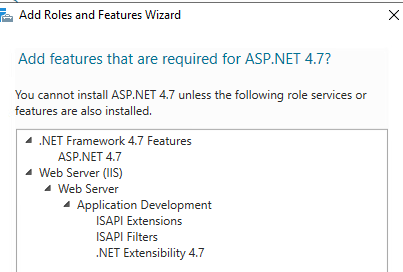 Add Roles and Features Wizard
Add features that are required for ASP.NET 4.7?
You cannot install ASP.NET 4.7 unless the following role services or
features are also installed.
.NET Framework 4.7 Features
ASP.NET 4.7
Web Server (IIS)
Web Server
Application Development
ISAPI Extensions
ISAPI Filters
.NET Extensibility 4.7